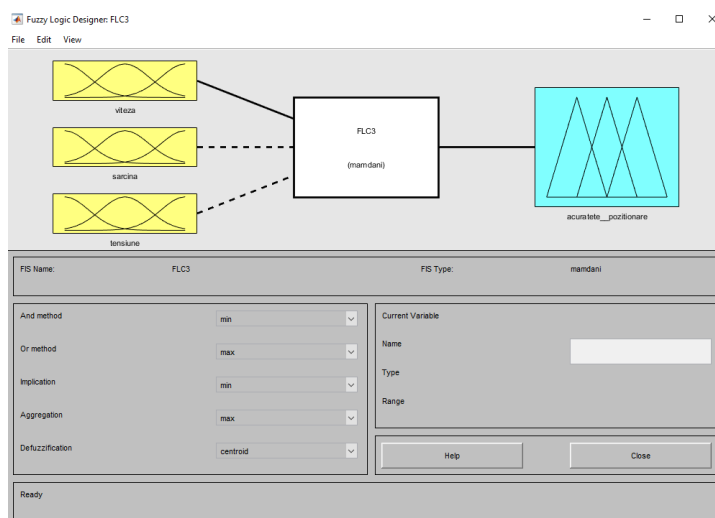 Fuzzy Logic Designer: FLC3
File Edit View
viteza
sarcina
tensiune
FLC3
(mamdani)
acuratete__pozitionare
FIS Name: FLC3 FIS Type: mamdani
And method min
Or method max
Implication min
Aggregation max
Defuzzification centroid
Current Variable
Name
Type
Range
Help Close
Ready